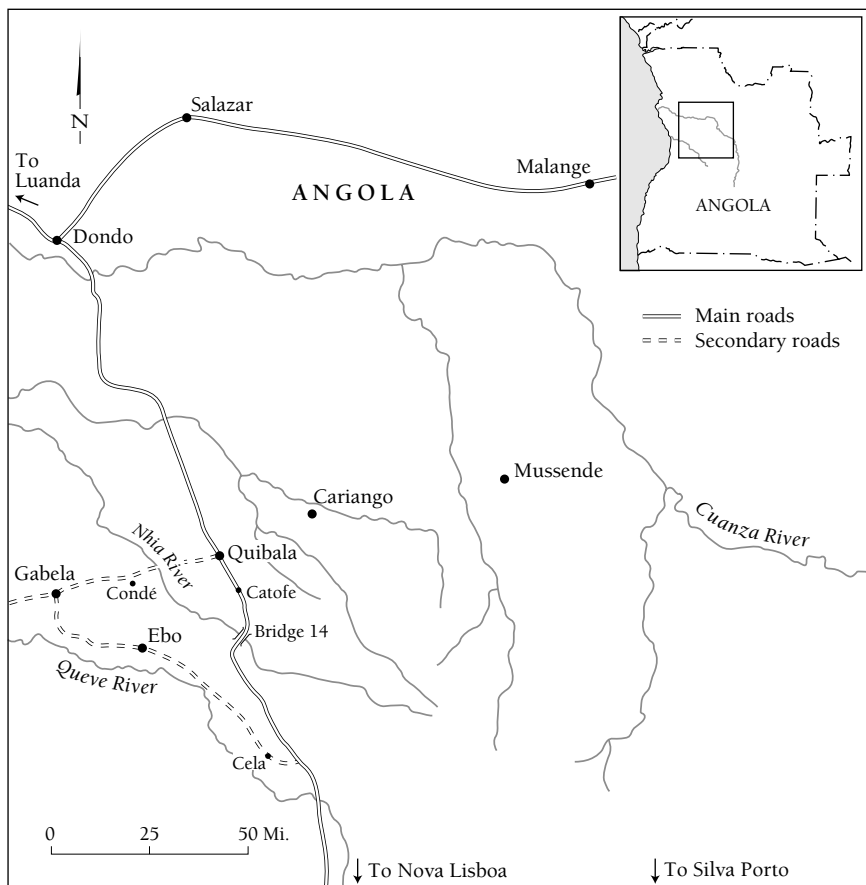 N
Salazar
To
Luanda
Malange
ANGOLA
Dondo
ANGOLA
Main roads
Secondary roads
Mussende
Cariango
Cuanza River
Nhia River
Quibala
Gabela
Condé
Catofe
Bridge 14
Ebo
Queve River
Cela
0 25 50 Mi.
To Nova Lisboa
To Silva Porto